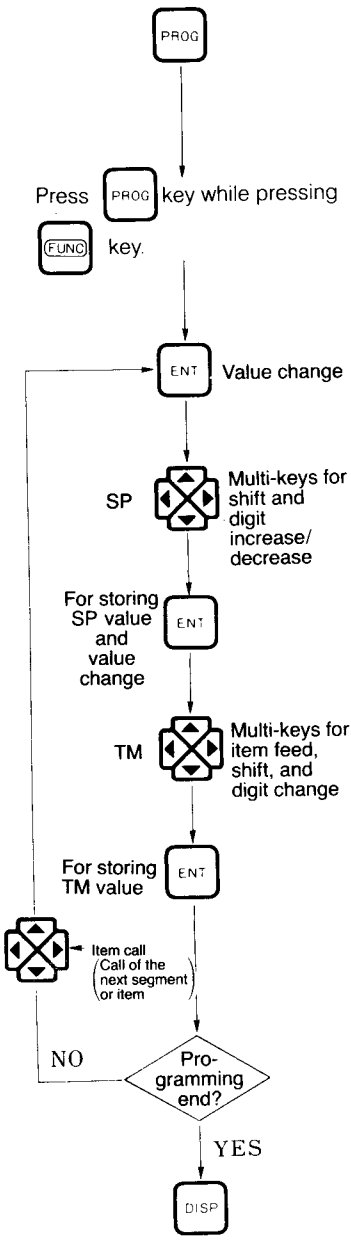 PROG
Press PROG key while pressing
FUNC key.
ENT Value change
SP
Multi-keys for
shift and
digit
increase/
decrease
For storing
SP value
and
value
change
ENT
TM
Multi-keys for
item feed,
shift, and
digit change
For storing
TM value
ENT
Item call
(Call of the
next segment
or item)
Pro-
gramming
end?
NO
YES
DISP